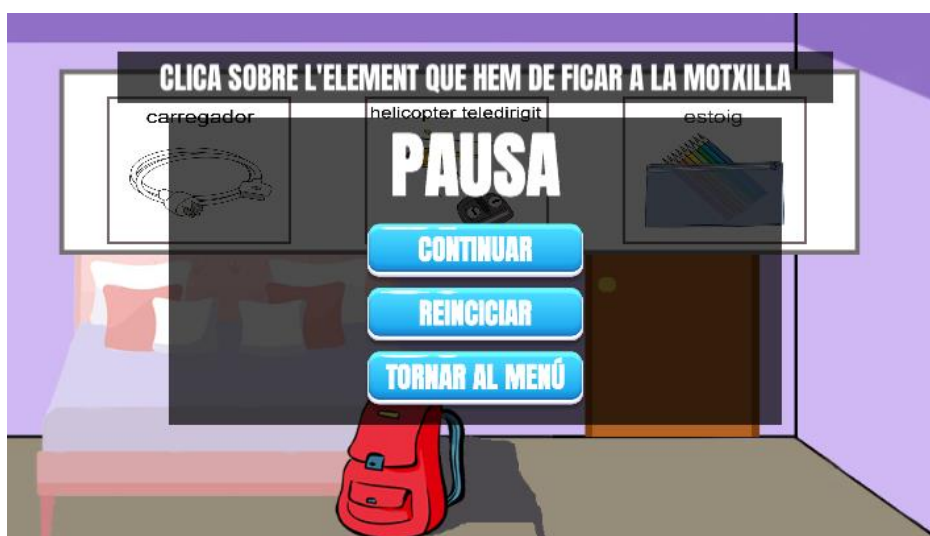 CLICA SOBRE L'ELEMENT QUE HEM DE FICAR A LA MOTXILLA
carregador
helicopter teledirigit
estoig
PAUSA
CONTINUAR
REINCICIAR
TORNAR AL MENÚ